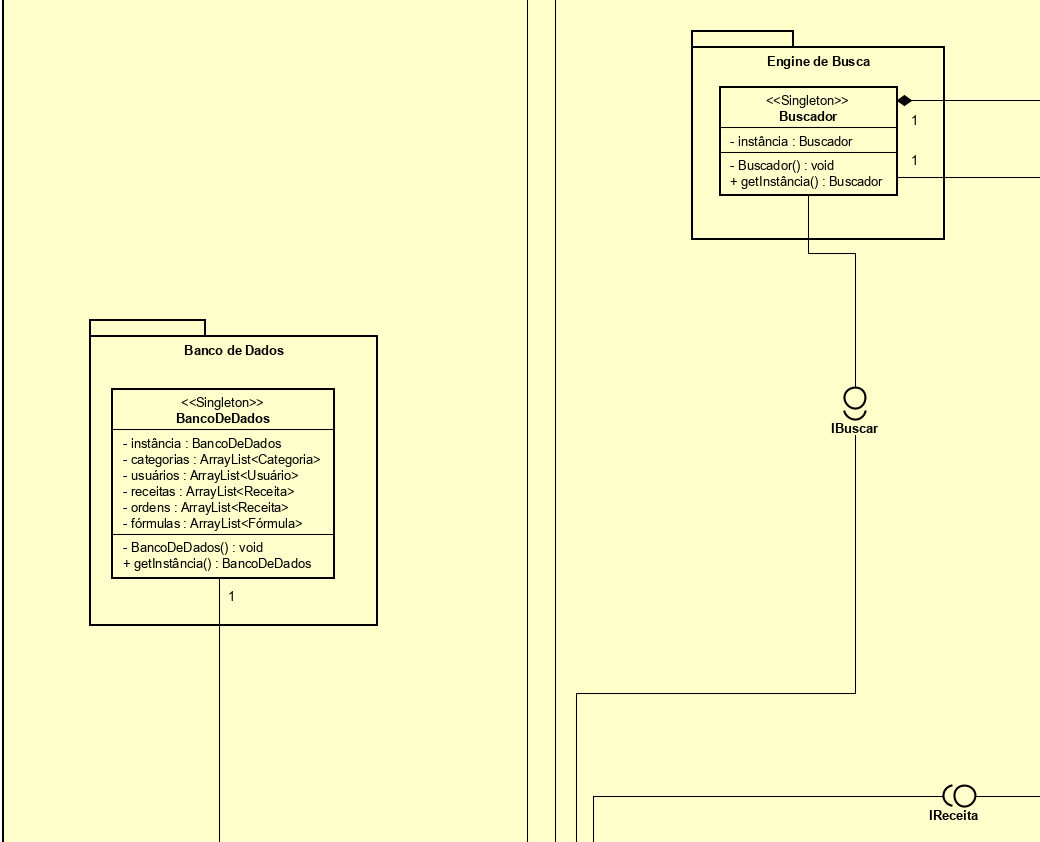 Engine de Busca
<<Singleton>>
Buscador
- instância : Buscador
- Buscador() : void
+ getInstância() : Buscador
1
1
IBuscar
Banco de Dados
<<Singleton>>
BancoDeDados
- instância : BancoDeDados
- categorias : ArrayList<Categoria>
- usuários : ArrayList<Usuário>
- receitas : ArrayList<Receita>
- ordens : ArrayList<Receita>
- fórmulas : ArrayList<Fórmula>
- BancoDeDados() : void
+ getInstância() : BancoDeDados
1
IReceita